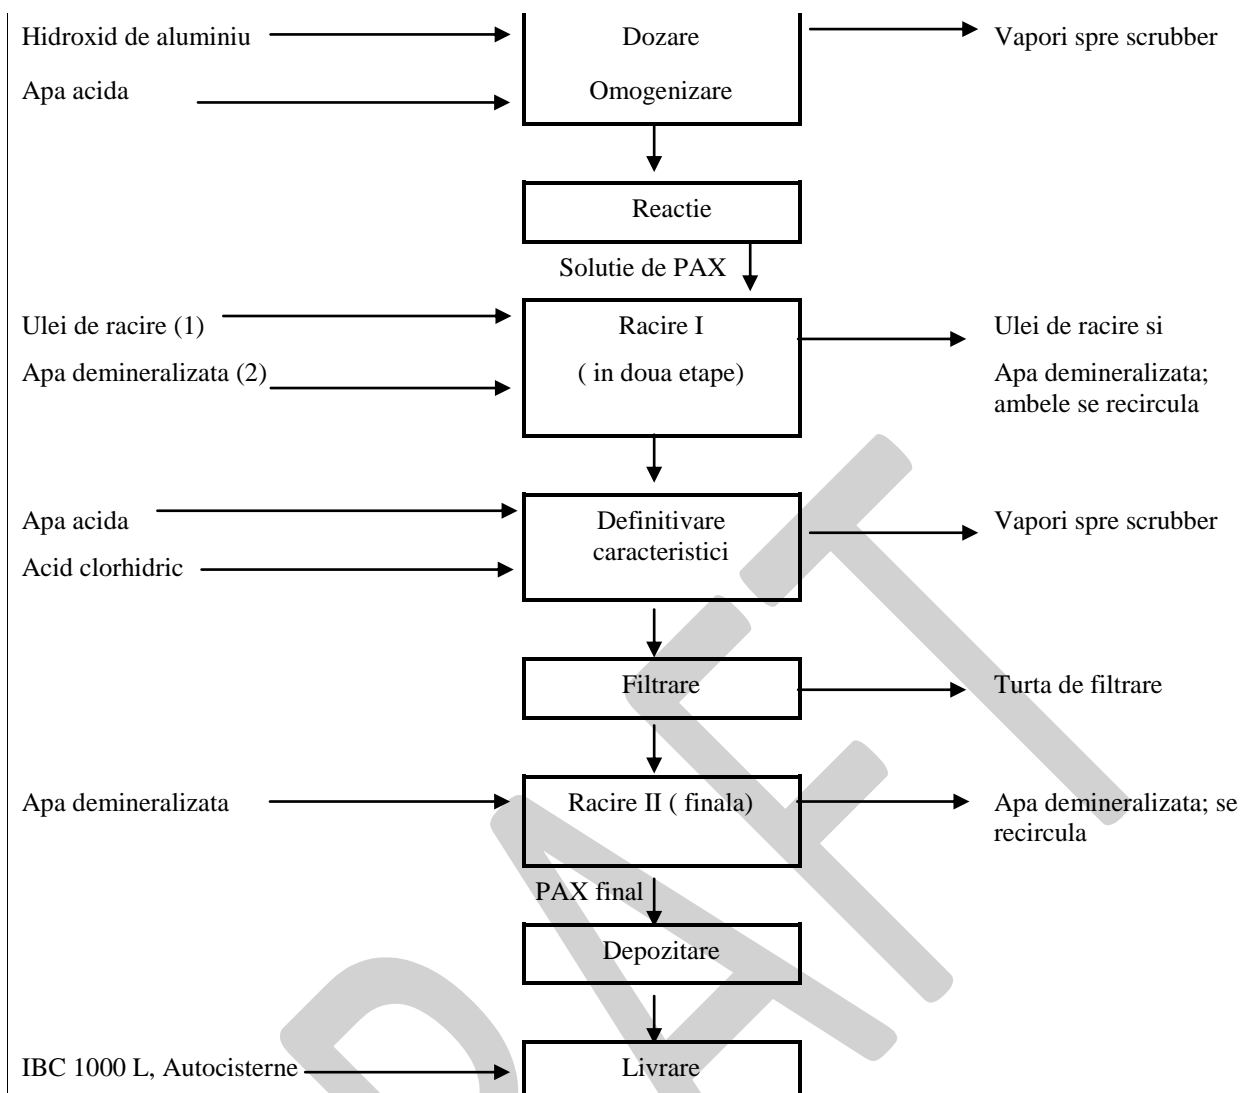 Hidroxid de aluminiu
Dozare
Vapori spre scrubber
Apa acida
Omogenizare
Reactie
Solutie de PAX
Ulei de racire (1)
Racire I
Ulei de racire si
Apa demineralizata (2)
( in doua etape)
Apa demineralizata;
ambele se recircula
Apa acida
Definitivare
caracteristici
Vapori spre scrubber
Acid clorhidric
Filtrare
Turta de filtrare
Apa demineralizata
Racire II ( finala)
Apa demineralizata; se
recircula
PAX final
Depozitare
IBC 1000 L, Autocisterne
Livrare